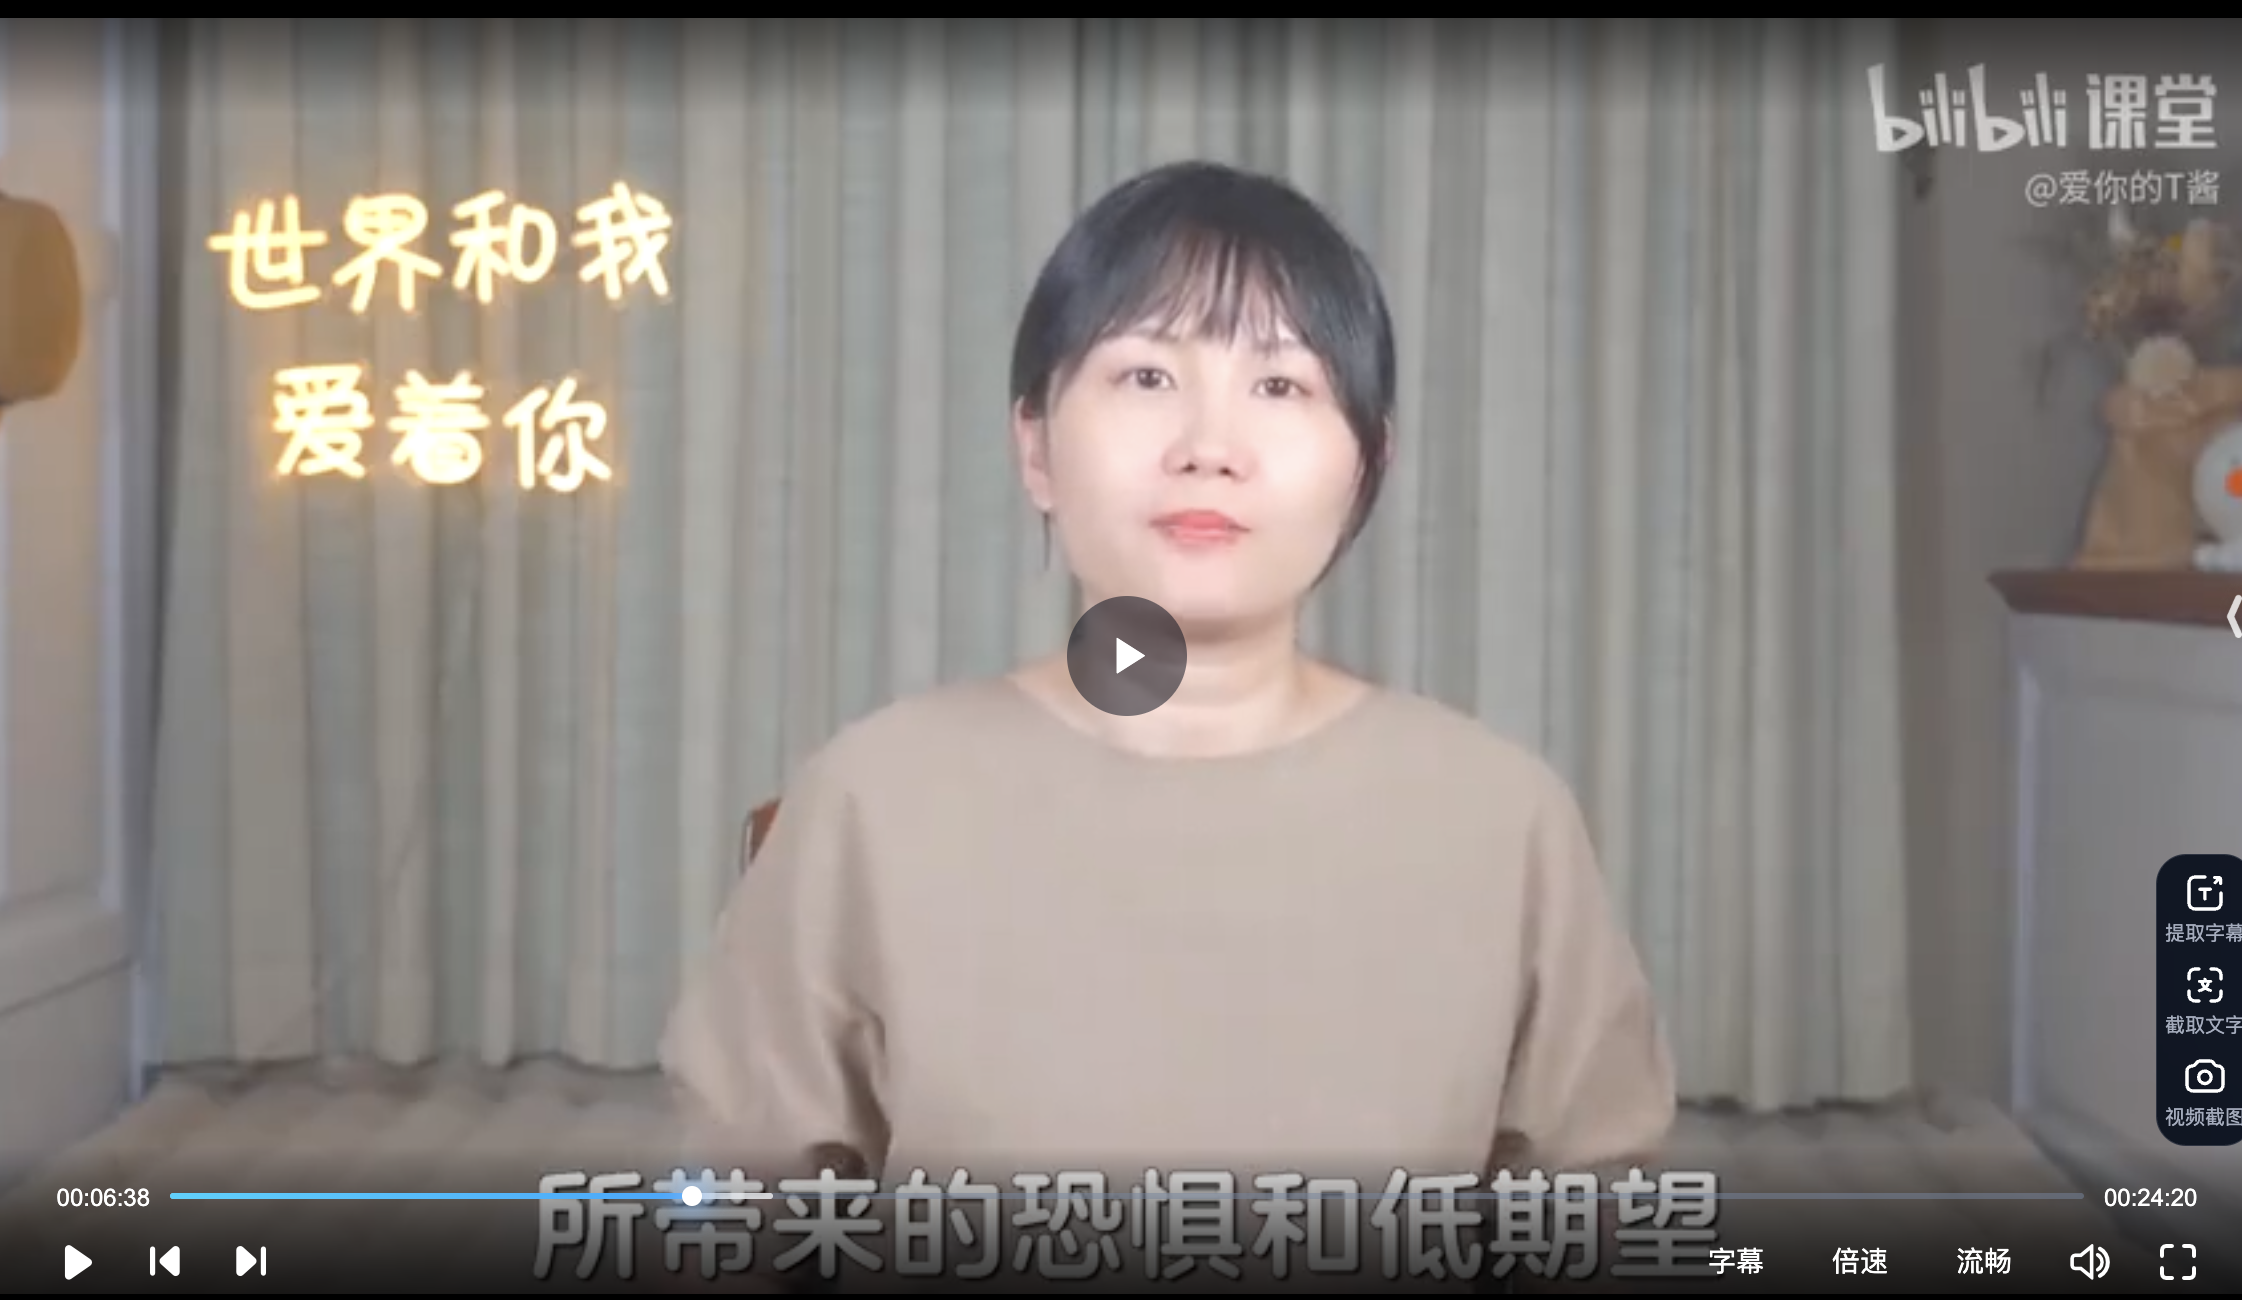 bilibili 课堂
@爱你的T酱
世界和我
爱着你
提取字幕
截取文字
视频截图
所带来的恐惧和低期望
00:06:38
00:24:20
字幕
倍速
流畅